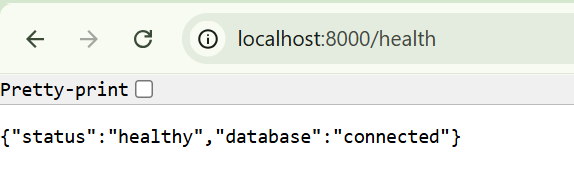 localhost:8000/health
Pretty-print
{"status":"healthy","database":"connected"}